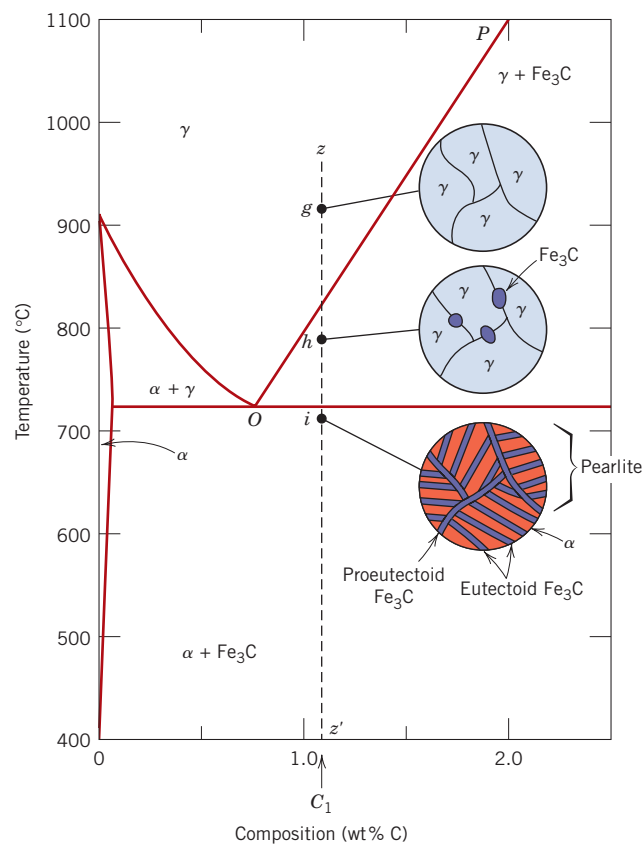 1100
P
γ + Fe₃C
1000
γ
z
γ
γ
γ
γ
g
900
Fe₃C
γ
γ
γ
γ
800
h
Temperature (°C)
α + γ
O
i
700
α
Pearlite
600
Proeutectoid
Fe₃C
Eutectoid Fe₃C
α
500
α + Fe₃C
400
z′
0
1.0
2.0
C₁
Composition (wt% C)